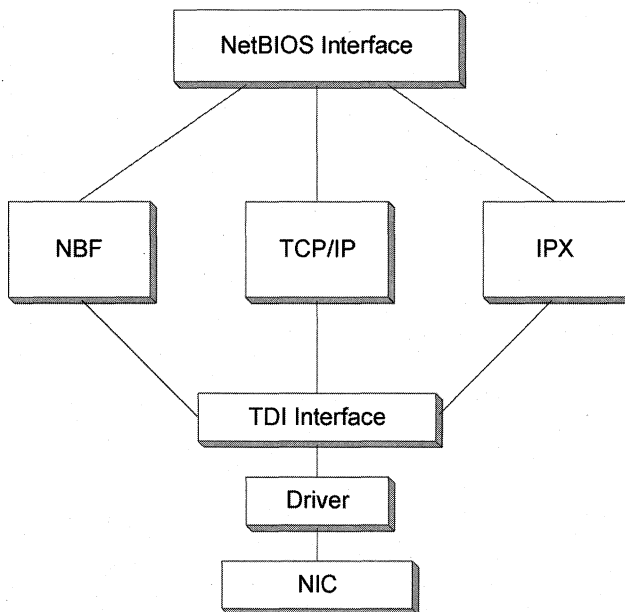 NetBIOS Interface
NBF
TCP/IP
IPX
TDI Interface
Driver
NIC